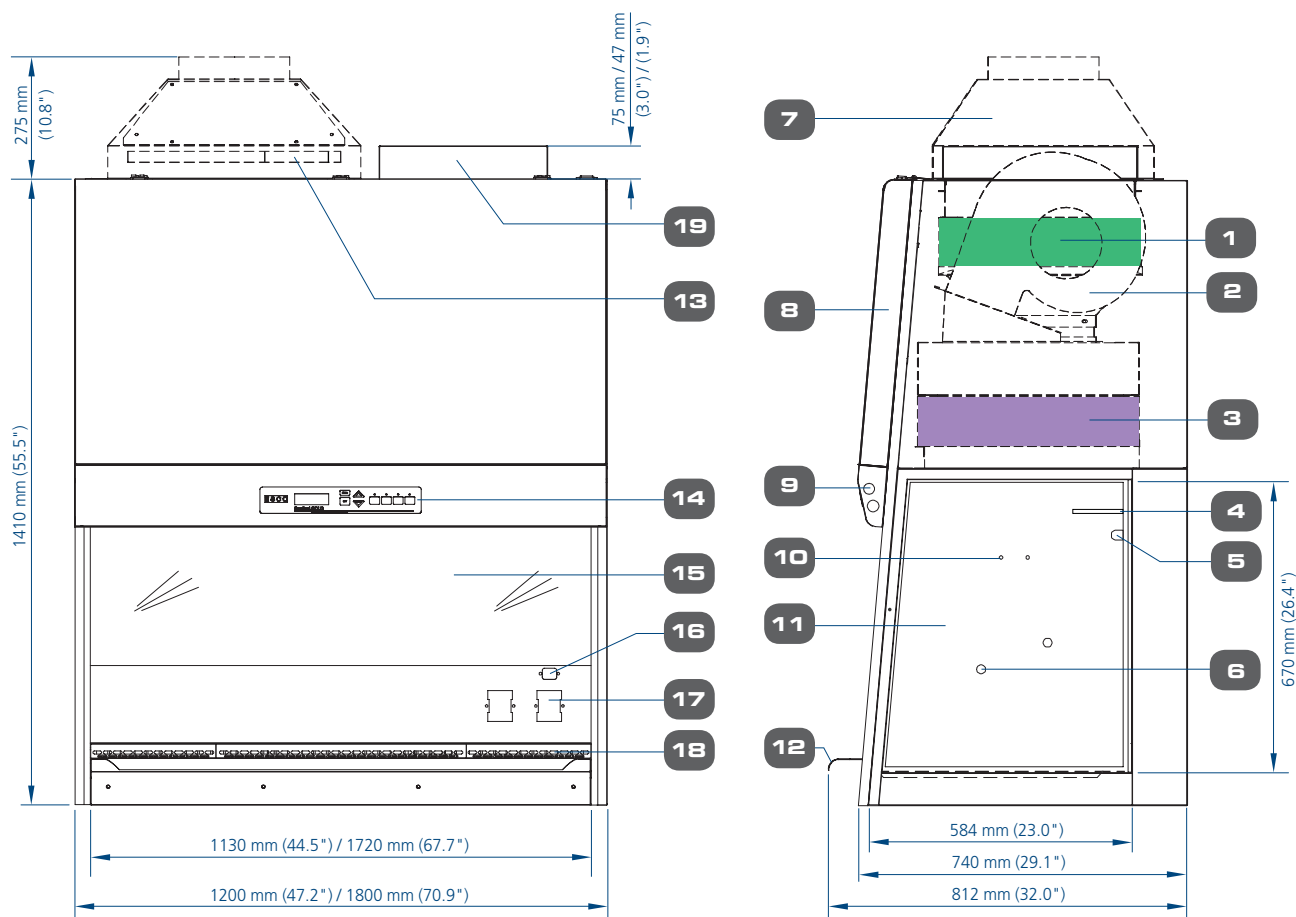 275 mm
(10.8")
75 mm / 47 mm
(3.0") / (1.9")
7
19
1
13
2
8
3
1410 mm (55.5")
ESCO
14
9
4
10
5
15
11
16
6
17
670 mm (26.4")
18
12
1130 mm (44.5") / 1720 mm (67.7")
584 mm (23.0")
740 mm (29.1")
1200 mm (47.2") / 1800 mm (70.9")
812 mm (32.0")